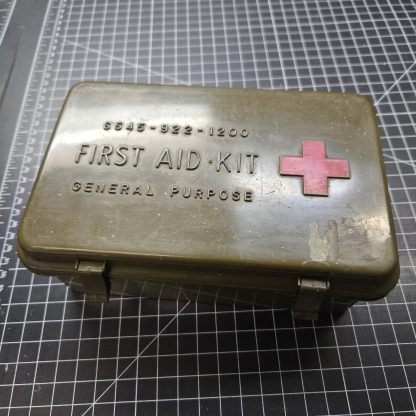 6545-922-1200
FIRST AID·KIT
GENERAL PURPOSE